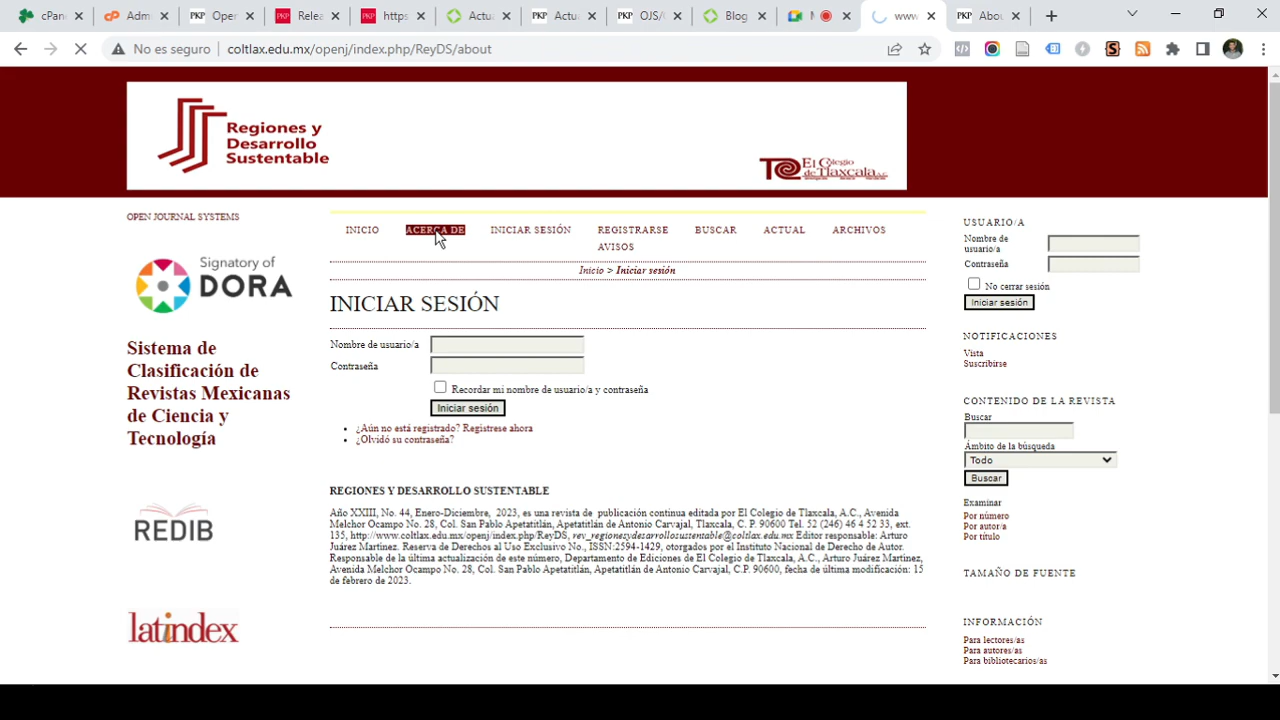 cPan
Adm
Oper
Relea
https
Actua
Actua
OJS/C
Blog
M
www
Abou
No es seguro
coltlax.edu.mx/openj/index.php/ReyDS/about
Regiones y
Desarrollo
Sustentable
El Colegio
de Tlaxcala A.C.
OPEN JOURNAL SYSTEMS
Signatory of
DORA
Sistema de
Clasificación de
Revistas Mexicanas
de Ciencia y
Tecnología
REDIB
latindex
INICIO ACERCA DE INICIAR SESIÓN REGISTRARSE BUSCAR ACTUAL ARCHIVOS
AVISOS
Inicio > Iniciar sesión
INICIAR SESIÓN
Nombre de usuario/a
Contraseña
Recordar mi nombre de usuario/a y contraseña
Iniciar sesión
¿Aún no está registrado? Regístrese ahora
¿Olvidó su contraseña?
REGIONES Y DESARROLLO SUSTENTABLE
Año XXIII, No. 44, Enero-Diciembre, 2023, es una revista de publicación continua editada por El Colegio de Tlaxcala, A.C., Avenida
Melchor Ocampo No. 28, Col. San Pablo Apetatitlán, Apetatitlán de Antonio Carvajal, Tlaxcala, C. P. 90600 Tel. 52 (246) 46 4 52 33, ext.
135, http://www.coltlax.edu.mx/openj/index.php/ReyDS, rev_regionesydesarrollosustentable@coltlax.edu.mx Editor responsable: Arturo
Juárez Martínez. Reserva de Derechos al Uso Exclusivo No., ISSN:2594-1429, otorgados por el Instituto Nacional de Derecho de Autor.
Responsable de la última actualización de este número, Departamento de Ediciones de El Colegio de Tlaxcala, A.C., Arturo Juárez Martínez,
Avenida Melchor Ocampo No. 28, Col. San Pablo Apetatitlán, Apetatitlán de Antonio Carvajal, C.P. 90600, fecha de última modificación: 15
de febrero de 2023.
USUARIO/A
Nombre de
usuario/a
Contraseña
No cerrar sesión
Iniciar sesión
NOTIFICACIONES
Vista
Suscribirse
CONTENIDO DE LA REVISTA
Buscar
Ámbito de la búsqueda
Todo
Buscar
Examinar
Por número
Por autor/a
Por título
TAMAÑO DE FUENTE
INFORMACIÓN
Para lectores/as
Para autores/as
Para bibliotecarios/as